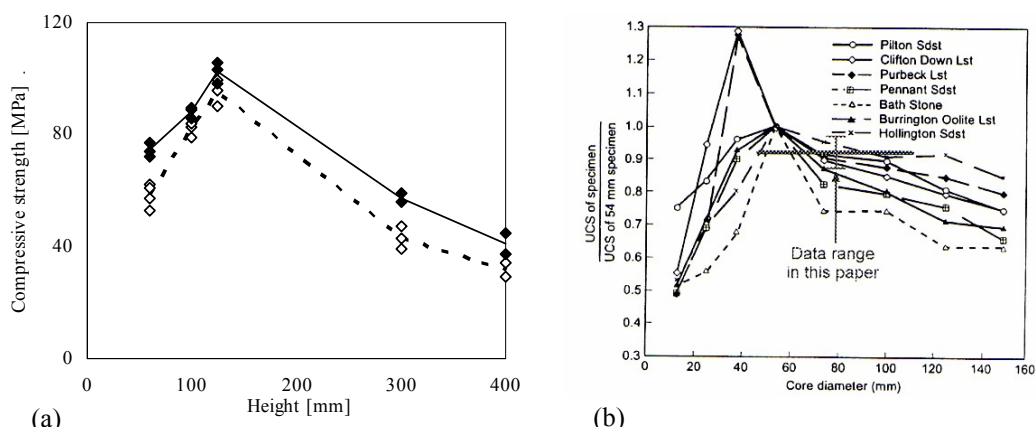 120
80
40
0
0
100
200
300
400
Compressive strength [MPa] .
Height [mm]
(a)
1.3
1.2
1.1
1.0
0.9
0.8
0.7
0.6
0.5
0.4
0.3
0
20
40
60
80
100
120
140
160
UCS of specimen
UCS of 54 mm specimen
Core diameter (mm)
Pilton Sdst
Clifton Down Lst
Purbeck Lst
Pennant Sdst
Bath Stone
Burrington Oolite Lst
Hollington Sdst
Data range
in this paper
(b)